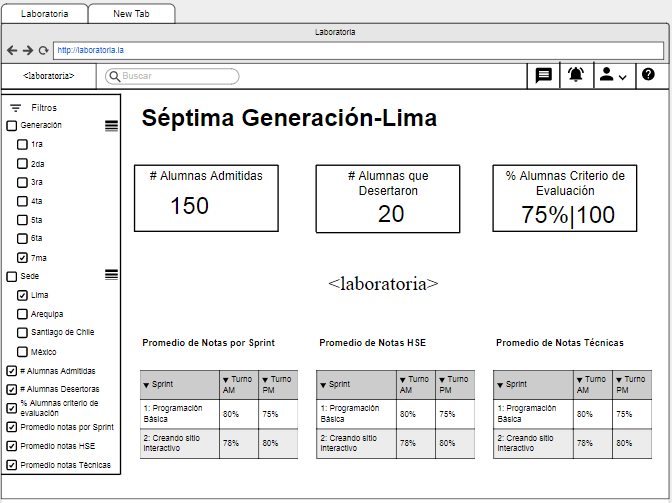 Laboratoria
New Tab
Laboratoria
http://laboratoria.la
<laboratoria>
Buscar
Filtros
Generación
1ra
2da
3ra
4ta
5ta
6ta
7ma
Sede
Lima
Arequipa
Santiago de Chile
México
# Alumnas Admitidas
# Alumnas Desertoras
% Alumnas criterio de
evaluación
Promedio notas por Sprint
Promedio notas HSE
Promedio notas Técnicas
Séptima Generación-Lima
# Alumnas Admitidas
150
# Alumnas que
Desertaron
20
% Alumnas Criterio de
Evaluación
75%|100
<laboratoria>
Promedio de Notas por Sprint
Sprint
Turno
AM
Turno
PM
1: Programación
Básica
80%
75%
2: Creando sitio
interactivo
78%
80%
Promedio de Notas HSE
Sprint
Turno
AM
Turno
PM
1: Programación
Básica
80%
75%
2: Creando sitio
interactivo
78%
80%
Promedio de Notas Técnicas
Sprint
Turno
AM
Turno
PM
1: Programación
Básica
80%
75%
2: Creando sitio
interactivo
78%
80%